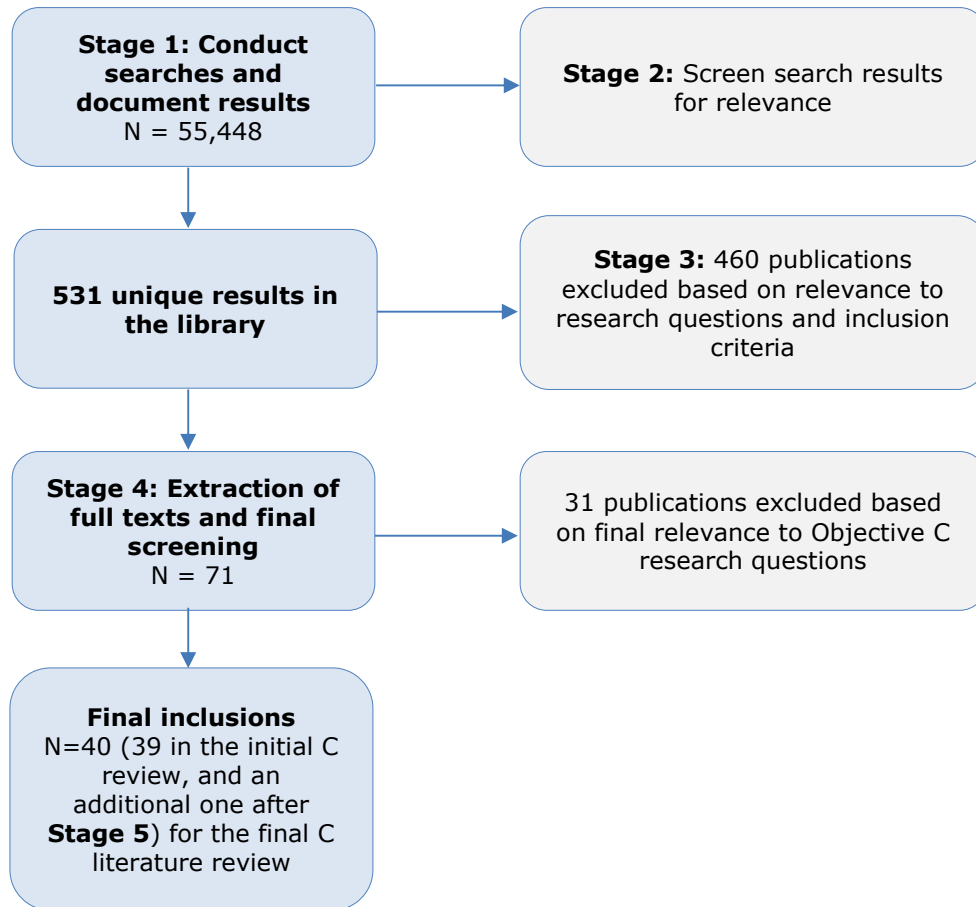 Stage 1: Conduct
searches and
document results
N = 55,448
Stage 2: Screen search results
for relevance
531 unique results in
the library
Stage 3: 460 publications
excluded based on relevance to
research questions and inclusion
criteria
Stage 4: Extraction of
full texts and final
screening
N = 71
31 publications excluded based
on final relevance to Objective C
research questions
Final inclusions
N=40 (39 in the initial C
review, and an
additional one after
Stage 5) for the final C
literature review